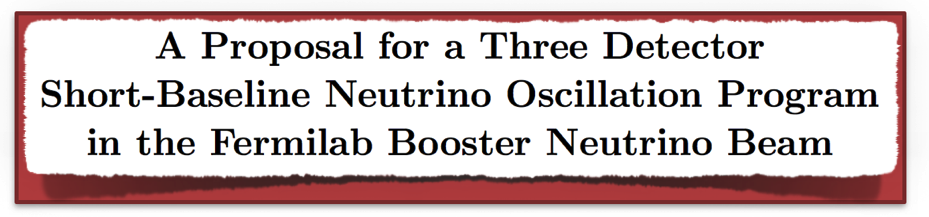 A Proposal for a Three Detector
Short-Baseline Neutrino Oscillation Program
in the Fermilab Booster Neutrino Beam